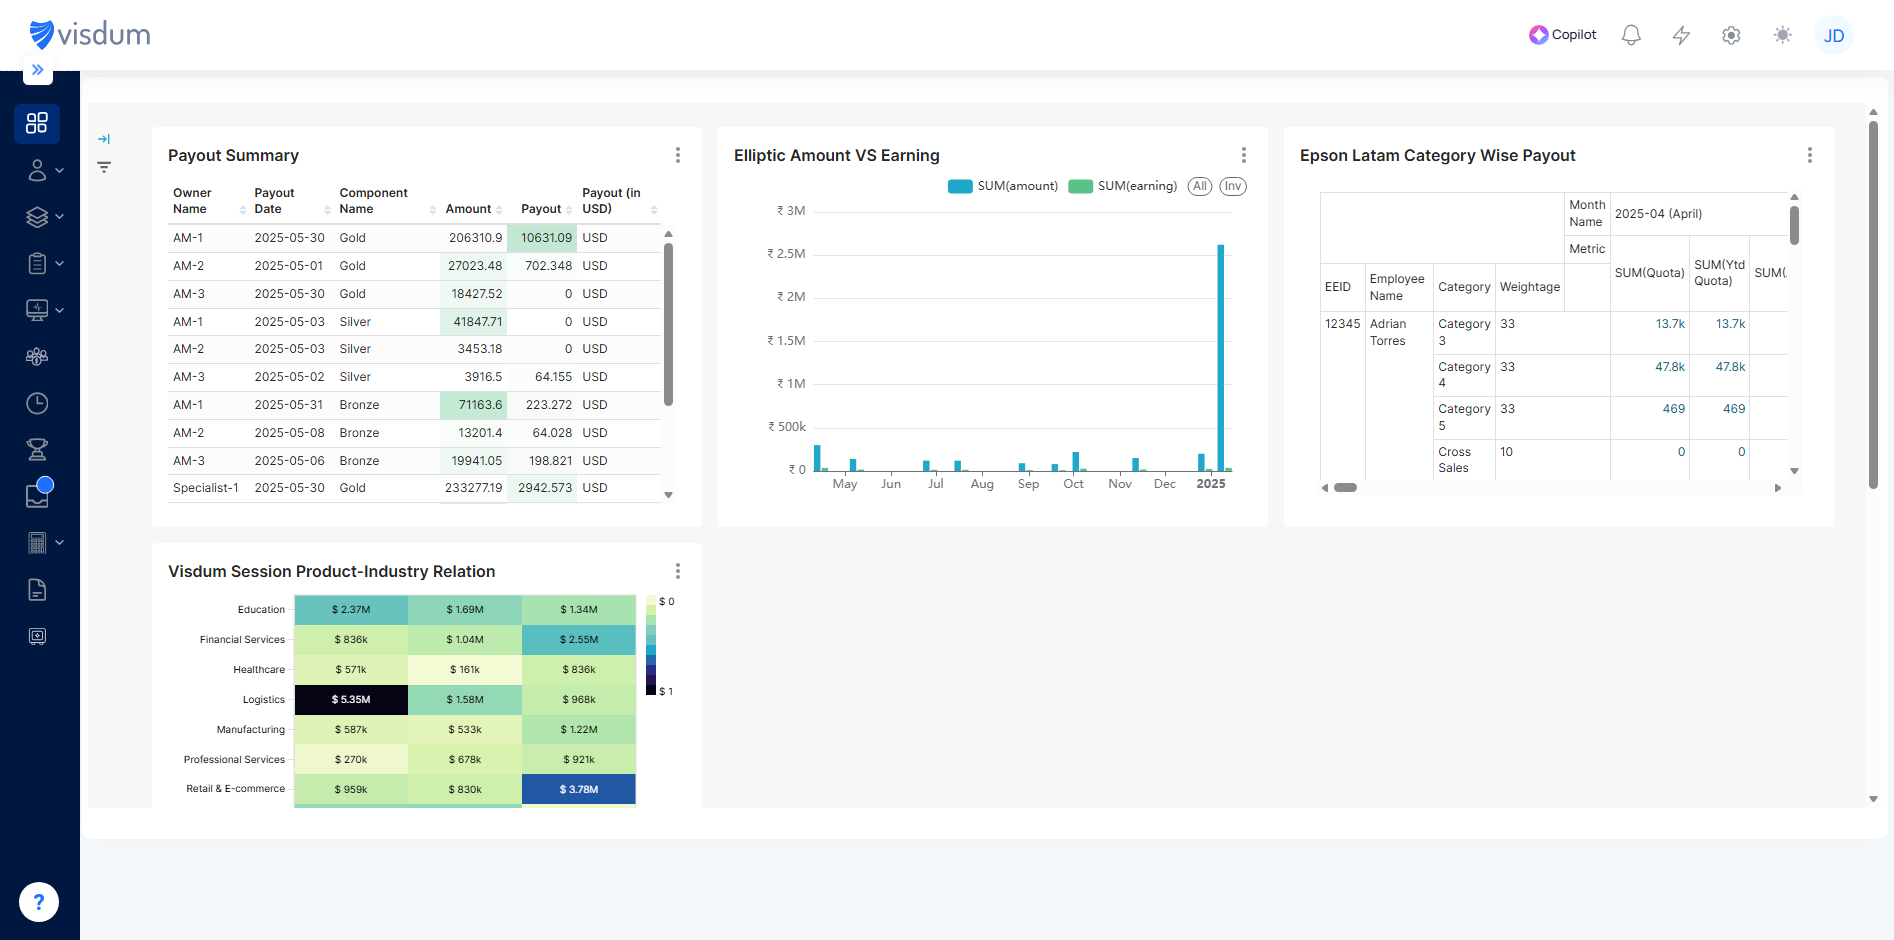 visdum
Copilot
JD
Payout Summary
Owner Name Payout Date Component Name Amount Payout Payout (in USD)
AM-1 2025-05-30 Gold 206310.9 10631.09 USD
AM-2 2025-05-01 Gold 27023.48 702.348 USD
AM-3 2025-05-30 Gold 18427.52 0 USD
AM-1 2025-05-03 Silver 41847.71 0 USD
AM-2 2025-05-03 Silver 3453.18 0 USD
AM-3 2025-05-02 Silver 3916.5 64.155 USD
AM-1 2025-05-31 Bronze 71163.6 223.272 USD
AM-2 2025-05-08 Bronze 13201.4 64.028 USD
AM-3 2025-05-06 Bronze 19941.05 198.821 USD
Specialist-1 2025-05-30 Gold 233277.19 2942.573 USD
Elliptic Amount VS Earning
SUM(amount) SUM(earning) All Inv
₹ 3M
₹ 2.5M
₹ 2M
₹ 1.5M
₹ 1M
₹ 500k
₹ 0
May Jun Jul Aug Sep Oct Nov Dec 2025
Epson Latam Category Wise Payout
Month Name 2025-04 (April)
Metric SUM(Quota) SUM(Ytd Quota) SUM(
EEID Employee Name Category Weightage
12345 Adrian Torres Category 3 33 13.7k 13.7k
Category 4 33 47.8k 47.8k
Category 5 33 469 469
Cross Sales 10 0 0
Visdum Session Product-Industry Relation
Education $ 2.37M $ 1.69M $ 1.34M
Financial Services $ 836k $ 1.04M $ 2.55M
Healthcare $ 571k $ 161k $ 836k
Logistics $ 5.35M $ 1.58M $ 968k
Manufacturing $ 587k $ 533k $ 1.22M
Professional Services $ 270k $ 678k $ 921k
Retail & E-commerce $ 959k $ 830k $ 3.78M
$ 0
$ 1
?